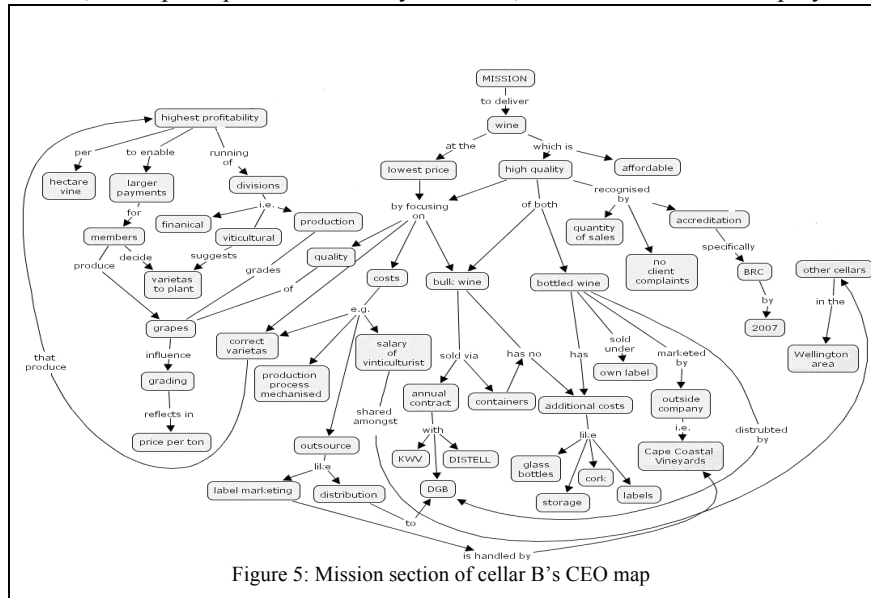 MISSION
to deliver
wine
at the
which is
lowest price
high quality
affordable
highest profitability
per
to enable
running
of
hectare
vine
larger
payments
divisions
for
i.e.
finanical
production
viticultural
members
produce
decide
suggests
varietas
to plant
grades
of
grapes
influence
grading
reflects in
price per ton
that
produce
by focusing
on
quality
costs
e.g.
correct
varietas
production
process
mechanised
salary
of
vinticulturist
shared
amongst
outsource
like
label marketing
distribution
to
is handled by
of both
bulk wine
bottled wine
sold via
has no
annual
contract
containers
with
KWV
DISTELL
DGB
has
additional costs
like
glass
bottles
storage
cork
labels
sold
under
own label
marketed
by
outside
company
i.e.
Cape Coastal
Vineyards
distrubted
by
recognised
by
quantity
of sales
no
client
complaints
accreditation
specifically
BRC
by
2007
other cellars
in the
Wellington
area
Figure 5: Mission section of cellar B's CEO map